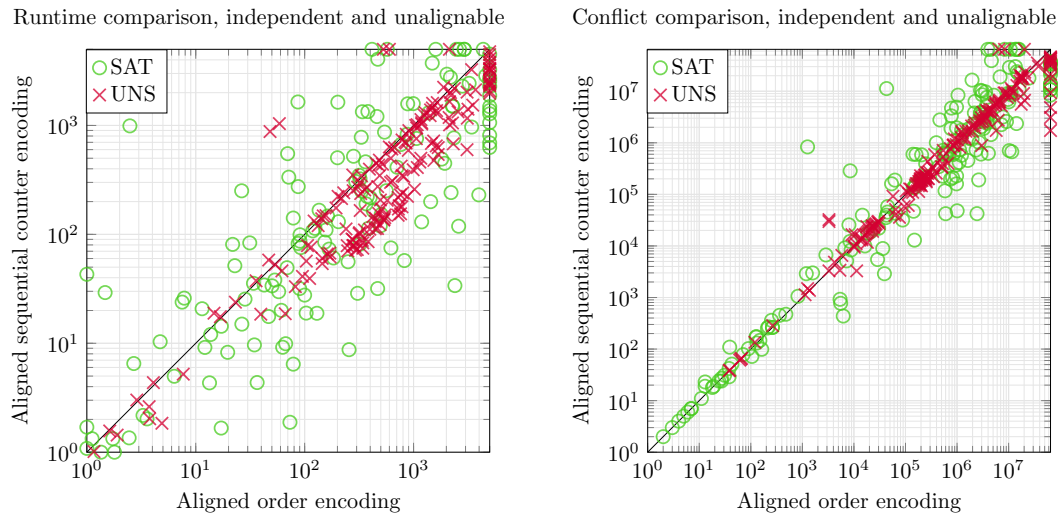 Runtime comparison, independent and unalignable
Aligned sequential counter encoding
SAT
UNS
10^3
10^2
10^1
10^0
10^0 10^1 10^2 10^3
Aligned order encoding
Conflict comparison, independent and unalignable
Aligned sequential counter encoding
SAT
UNS
10^7
10^6
10^5
10^4
10^3
10^2
10^1
10^0
10^0 10^1 10^2 10^3 10^4 10^5 10^6 10^7
Aligned order encoding